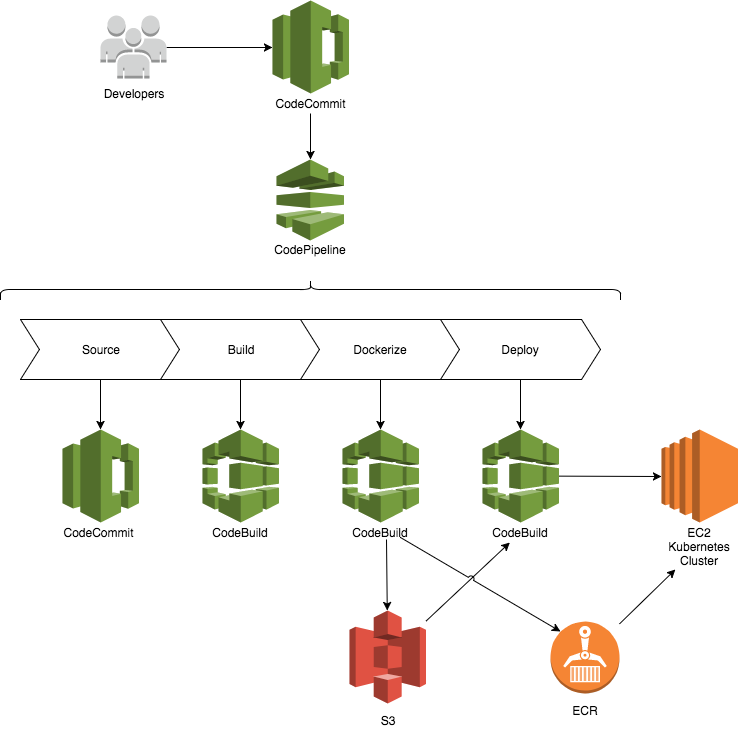 Developers
CodeCommit
CodePipeline
Source
Build
Dockerize
Deploy
CodeCommit
CodeBuild
CodeBuild
CodeBuild
EC2
Kubernetes
Cluster
S3
ECR